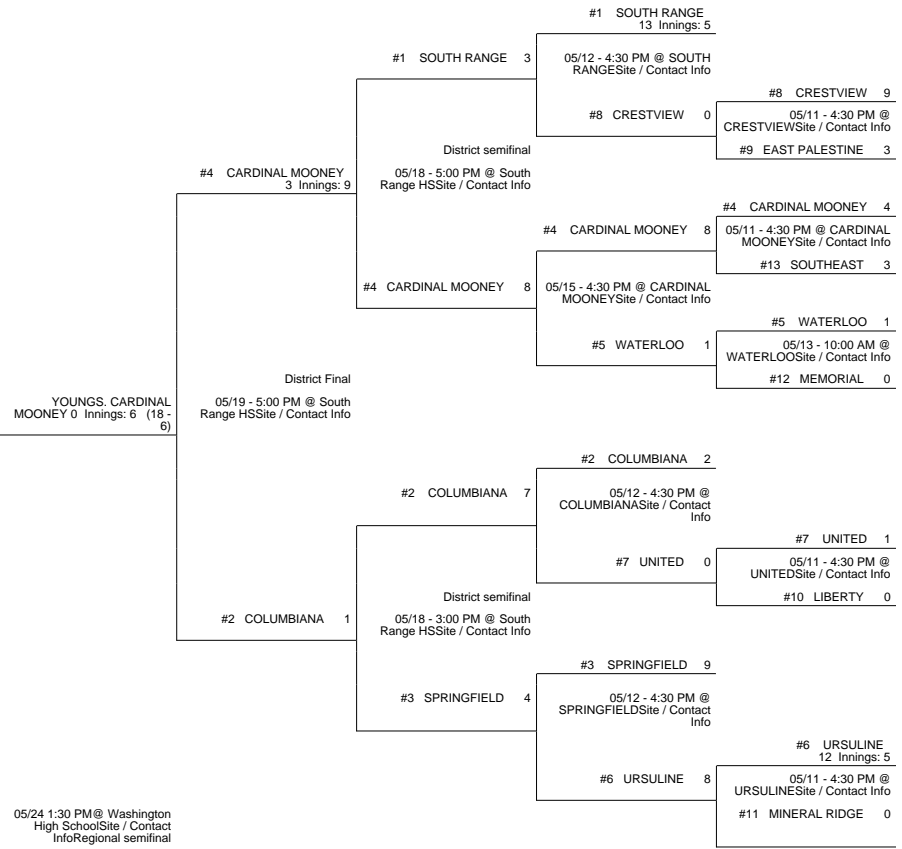 #1 SOUTH RANGE
13 Innings: 5
#1 SOUTH RANGE 3
05/12 - 4:30 PM @ SOUTH
RANGESite / Contact Info
#8 CRESTVIEW 9
#8 CRESTVIEW 0
05/11 - 4:30 PM @
CRESTVIEWSite / Contact Info
#9 EAST PALESTINE 3
District semifinal
#4 CARDINAL MOONEY
3 Innings: 9
05/18 - 5:00 PM @ South
Range HSSite / Contact Info
#4 CARDINAL MOONEY 4
#4 CARDINAL MOONEY 8
05/11 - 4:30 PM @ CARDINAL
MOONEYSite / Contact Info
#13 SOUTHEAST 3
#4 CARDINAL MOONEY 8
05/15 - 4:30 PM @ CARDINAL
MOONEYSite / Contact Info
#5 WATERLOO 1
#5 WATERLOO 1
05/13 - 10:00 AM @
WATERLOOSite / Contact Info
#12 MEMORIAL 0
District Final
YOUNGS. CARDINAL
MOONEY 0 Innings: 6 (18 -
6)
05/19 - 5:00 PM @ South
Range HSSite / Contact Info
#2 COLUMBIANA 2
#2 COLUMBIANA 7
05/12 - 4:30 PM @
COLUMBIANASite / Contact
Info
#7 UNITED 1
#7 UNITED 0
05/11 - 4:30 PM @
UNITEDSite / Contact Info
#10 LIBERTY 0
District semifinal
#2 COLUMBIANA 1
05/18 - 3:00 PM @ South
Range HSSite / Contact Info
#3 SPRINGFIELD 9
#3 SPRINGFIELD 4
05/12 - 4:30 PM @
SPRINGFIELDSite / Contact
Info
#6 URSULINE
12 Innings: 5
#6 URSULINE 8
05/11 - 4:30 PM @
URSULINESite / Contact Info
#11 MINERAL RIDGE 0
05/24 1:30 PM@ Washington
High SchoolSite / Contact
InfoRegional semifinal